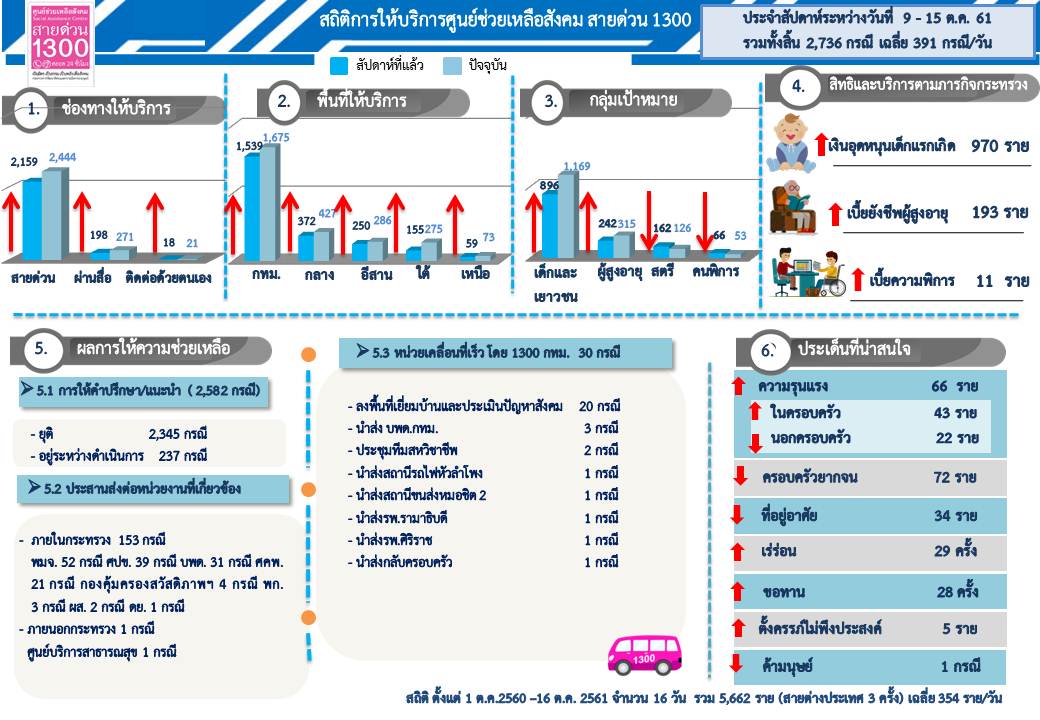 ศูนย์ช่วยเหลือสังคม
Social Assistance Center
สายด่วน
1300
ตลอด 24 ชั่วโมง
สถิติการให้บริการศูนย์ช่วยเหลือสังคม สายด่วน 1300
ประจำสัปดาห์ระหว่างวันที่ 9 - 15 ต.ค. 61
รวมทั้งสิ้น 2,736 กรณี เฉลี่ย 391 กรณี/วัน
สัปดาห์ที่แล้ว ปัจจุบัน
1. ช่องทางให้บริการ
2,159 2,444
198 271
18 21
สายด่วน ผ่านสื่อ ติดต่อด้วยตนเอง
2. พื้นที่ให้บริการ
1,539 1,675
372 427
250 286
155 275
59 73
กทม. กลาง อีสาน ใต้ เหนือ
3. กลุ่มเป้าหมาย
896 1,169
242 315
162 126
66 53
เด็กและ ผู้สูงอายุ สตรี คนพิการ
เยาวชน
4. สิทธิและบริการตามภารกิจกระทรวง
เงินอุดหนุนเด็กแรกเกิด 970 ราย
เบี้ยยังชีพผู้สูงอายุ 193 ราย
เบี้ยความพิการ 11 ราย
5. ผลการให้ความช่วยเหลือ
5.1 การให้คำปรึกษา/แนะนำ ( 2,582 กรณี)
- ยุติ 2,345 กรณี
- อยู่ระหว่างดำเนินการ 237 กรณี
5.2 ประสานส่งต่อหน่วยงานที่เกี่ยวข้อง
- ภายในกระทรวง 153 กรณี
พมจ. 52 กรณี ศปข. 39 กรณี บพด. 31 กรณี ศคพ.
21 กรณี กองคุ้มครองสวัสดิภาพฯ 4 กรณี พก.
3 กรณี ผส. 2 กรณี ดย. 1 กรณี
- ภายนอกกระทรวง 1 กรณี
ศูนย์บริการสาธารณสุข 1 กรณี
5.3 หน่วยเคลื่อนที่เร็ว โดย 1300 กทม. 30 กรณี
- ลงพื้นที่เยี่ยมบ้านและประเมินปัญหาสังคม 20 กรณี
- นำส่ง บพด.กทม. 3 กรณี
- ประชุมทีมสหวิชาชีพ 2 กรณี
- นำส่งสถานีรถไฟหัวลำโพง 1 กรณี
- นำส่งสถานีขนส่งหมอชิต 2 1 กรณี
- นำส่งรพ.รามาธิบดี 1 กรณี
- นำส่งรพ.ศิริราช 1 กรณี
- นำส่งกลับครอบครัว 1 กรณี
1300
6. ประเด็นที่น่าสนใจ
ความรุนแรง 66 ราย
ในครอบครัว 43 ราย
นอกครอบครัว 22 ราย
ครอบครัวยากจน 72 ราย
ที่อยู่อาศัย 34 ราย
เร่ร่อน 29 ครั้ง
ขอทาน 28 ครั้ง
ตั้งครรภ์ไม่พึงประสงค์ 5 ราย
ค้ามนุษย์ 1 กรณี
สถิติ ตั้งแต่ 1 ต.ค.2560 –16 ต.ค. 2561 จำนวน 16 วัน รวม 5,662 ราย (สายต่างประเทศ 3 ครั้ง) เฉลี่ย 354 ราย/วัน